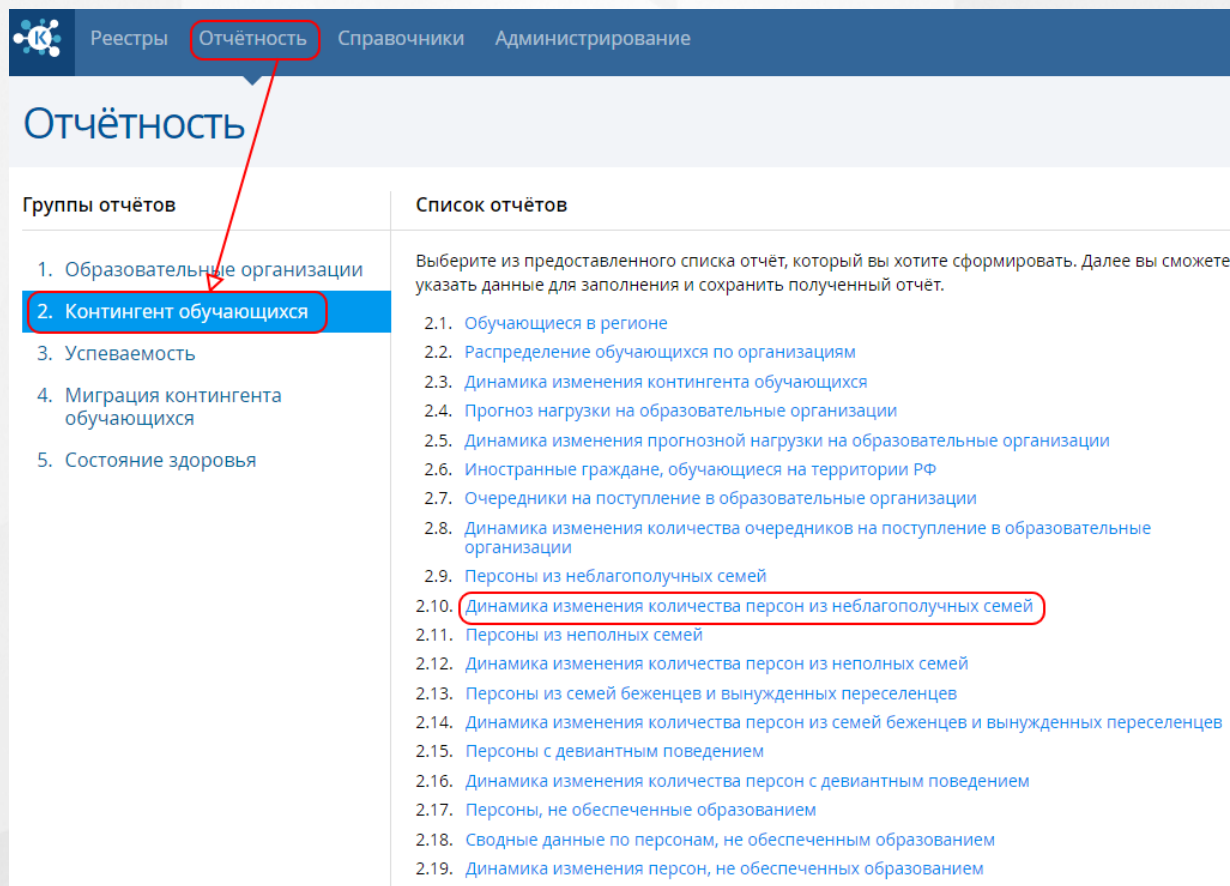 К Реестры Отчётность Справочники Администрирование
Отчётность
Группы отчётов
1. Образовательные организации
2. Контингент обучающихся
3. Успеваемость
4. Миграция контингента
обучающихся
5. Состояние здоровья
Список отчётов
Выберите из предоставленного списка отчёт, который вы хотите сформировать. Далее вы сможете
указать данные для заполнения и сохранить полученный отчёт.
2.1. Обучающиеся в регионе
2.2. Распределение обучающихся по организациям
2.3. Динамика изменения контингента обучающихся
2.4. Прогноз нагрузки на образовательные организации
2.5. Динамика изменения прогнозной нагрузки на образовательные организации
2.6. Иностранные граждане, обучающиеся на территории РФ
2.7. Очередники на поступление в образовательные организации
2.8. Динамика изменения количества очередников на поступление в образовательные
организации
2.9. Персоны из неблагополучных семей
2.10. Динамика изменения количества персон из неблагополучных семей
2.11. Персоны из неполных семей
2.12. Динамика изменения количества персон из неполных семей
2.13. Персоны из семей беженцев и вынужденных переселенцев
2.14. Динамика изменения количества персон из семей беженцев и вынужденных переселенцев
2.15. Персоны с девиантным поведением
2.16. Динамика изменения количества персон с девиантным поведением
2.17. Персоны, не обеспеченные образованием
2.18. Сводные данные по персонам, не обеспеченным образованием
2.19. Динамика изменения персон, не обеспеченных образованием